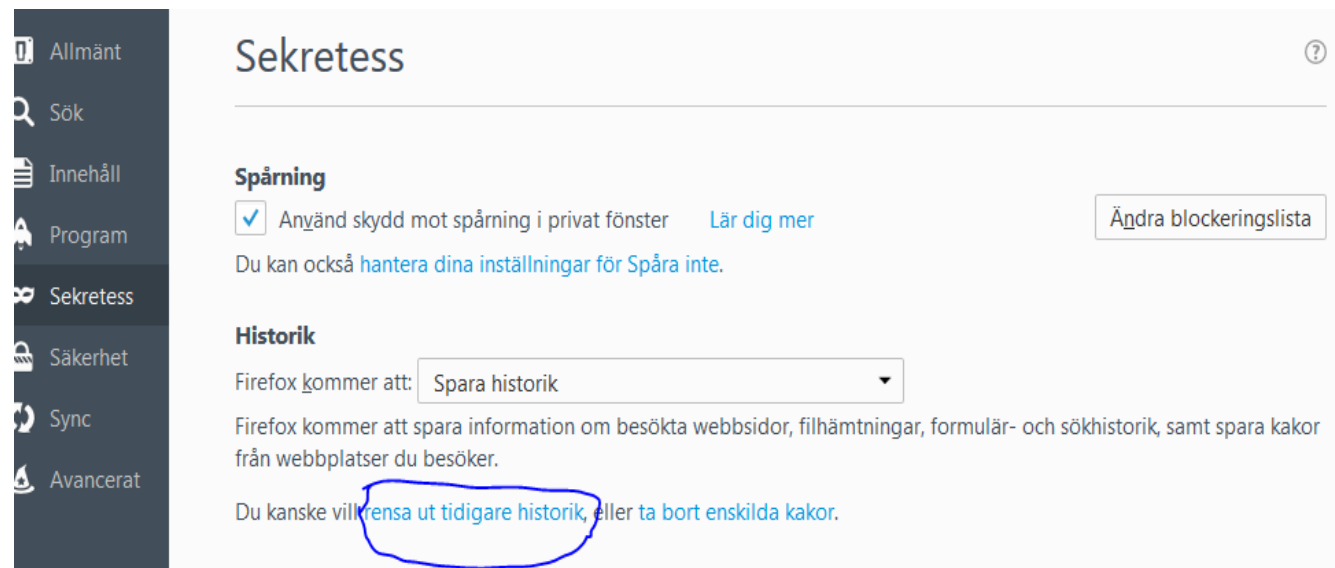 Allmänt
Sök
Innehåll
Program
Sekretess
Säkerhet
Sync
Avancerat
Sekretess
?
Spårning
Använd skydd mot spårning i privat fönster Lär dig mer
Ändra blockeringslista
Du kan också hantera dina inställningar för Spåra inte.
Historik
Firefox kommer att: Spara historik
Firefox kommer att spara information om besökta webbsidor, filhämtningar, formulär- och sökhistorik, samt spara kakor
från webbplatser du besöker.
Du kanske vill rensa ut tidigare historik, eller ta bort enskilda kakor.